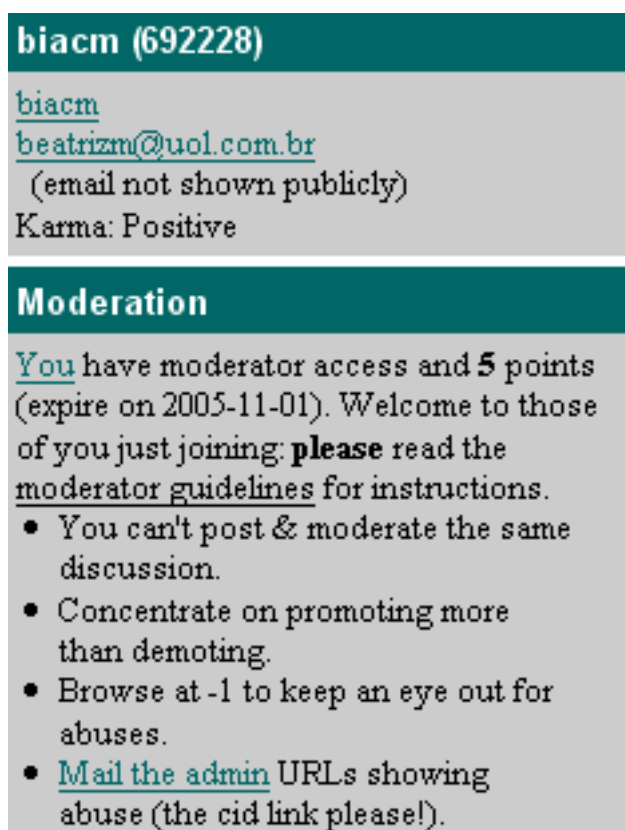 biacm (692228)
biacm
beatrizm@uol.com.br
(email not shown publicly)
Karma: Positive
Moderation
You have moderator access and 5 points
(expire on 2005-11-01). Welcome to those
of you just joining: please read the
moderator guidelines for instructions.
• You can't post & moderate the same
discussion.
• Concentrate on promoting more
than demoting.
• Browse at -1 to keep an eye out for
abuses.
• Mail the admin URLs showing
abuse (the cid link please!).